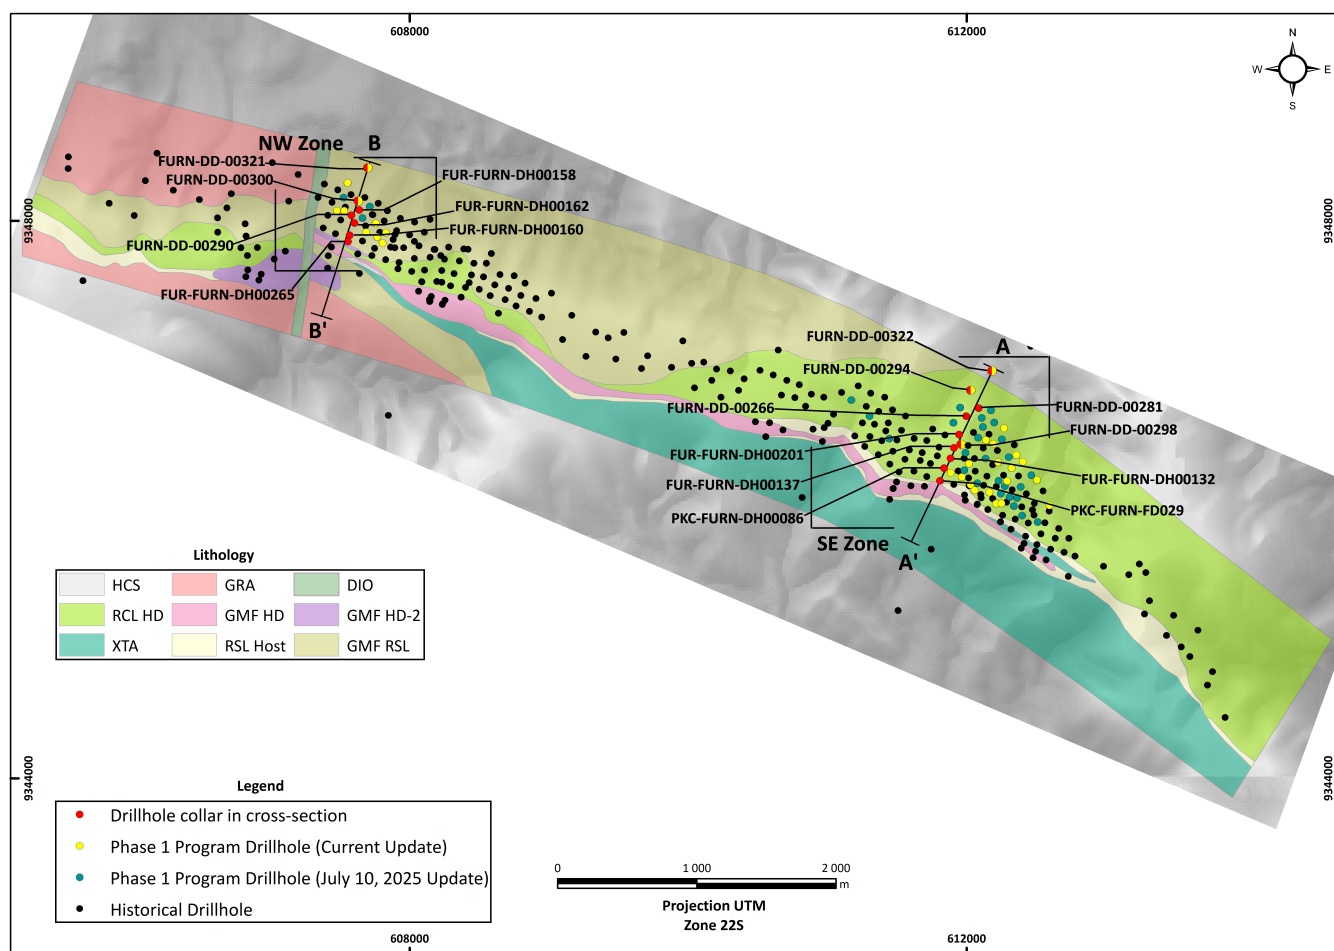 608000
612000
N
W
E
S
NW Zone
B
FURN-DD-00321
FURN-DD-00300
FUR-FURN-DH00158
FUR-FURN-DH00162
FUR-FURN-DH00160
FURN-DD-00290
FUR-FURN-DH00265
B'
9348000
9348000
FURN-DD-00322
A
FURN-DD-00294
FURN-DD-00266
FURN-DD-00281
FURN-DD-00298
FUR-FURN-DH00201
FUR-FURN-DH00137
FUR-FURN-DH00132
PKC-FURN-DH00086
PKC-FURN-FD029
SE Zone
A'
Lithology
HCS
GRA
DIO
RCL HD
GMF HD
GMF HD-2
XTA
RSL Host
GMF RSL
9344000
9344000
Legend
Drillhole collar in cross-section
Phase 1 Program Drillhole (Current Update)
Phase 1 Program Drillhole (July 10, 2025 Update)
Historical Drillhole
0
1 000
2 000
m
Projection UTM
Zone 22S
608000
612000